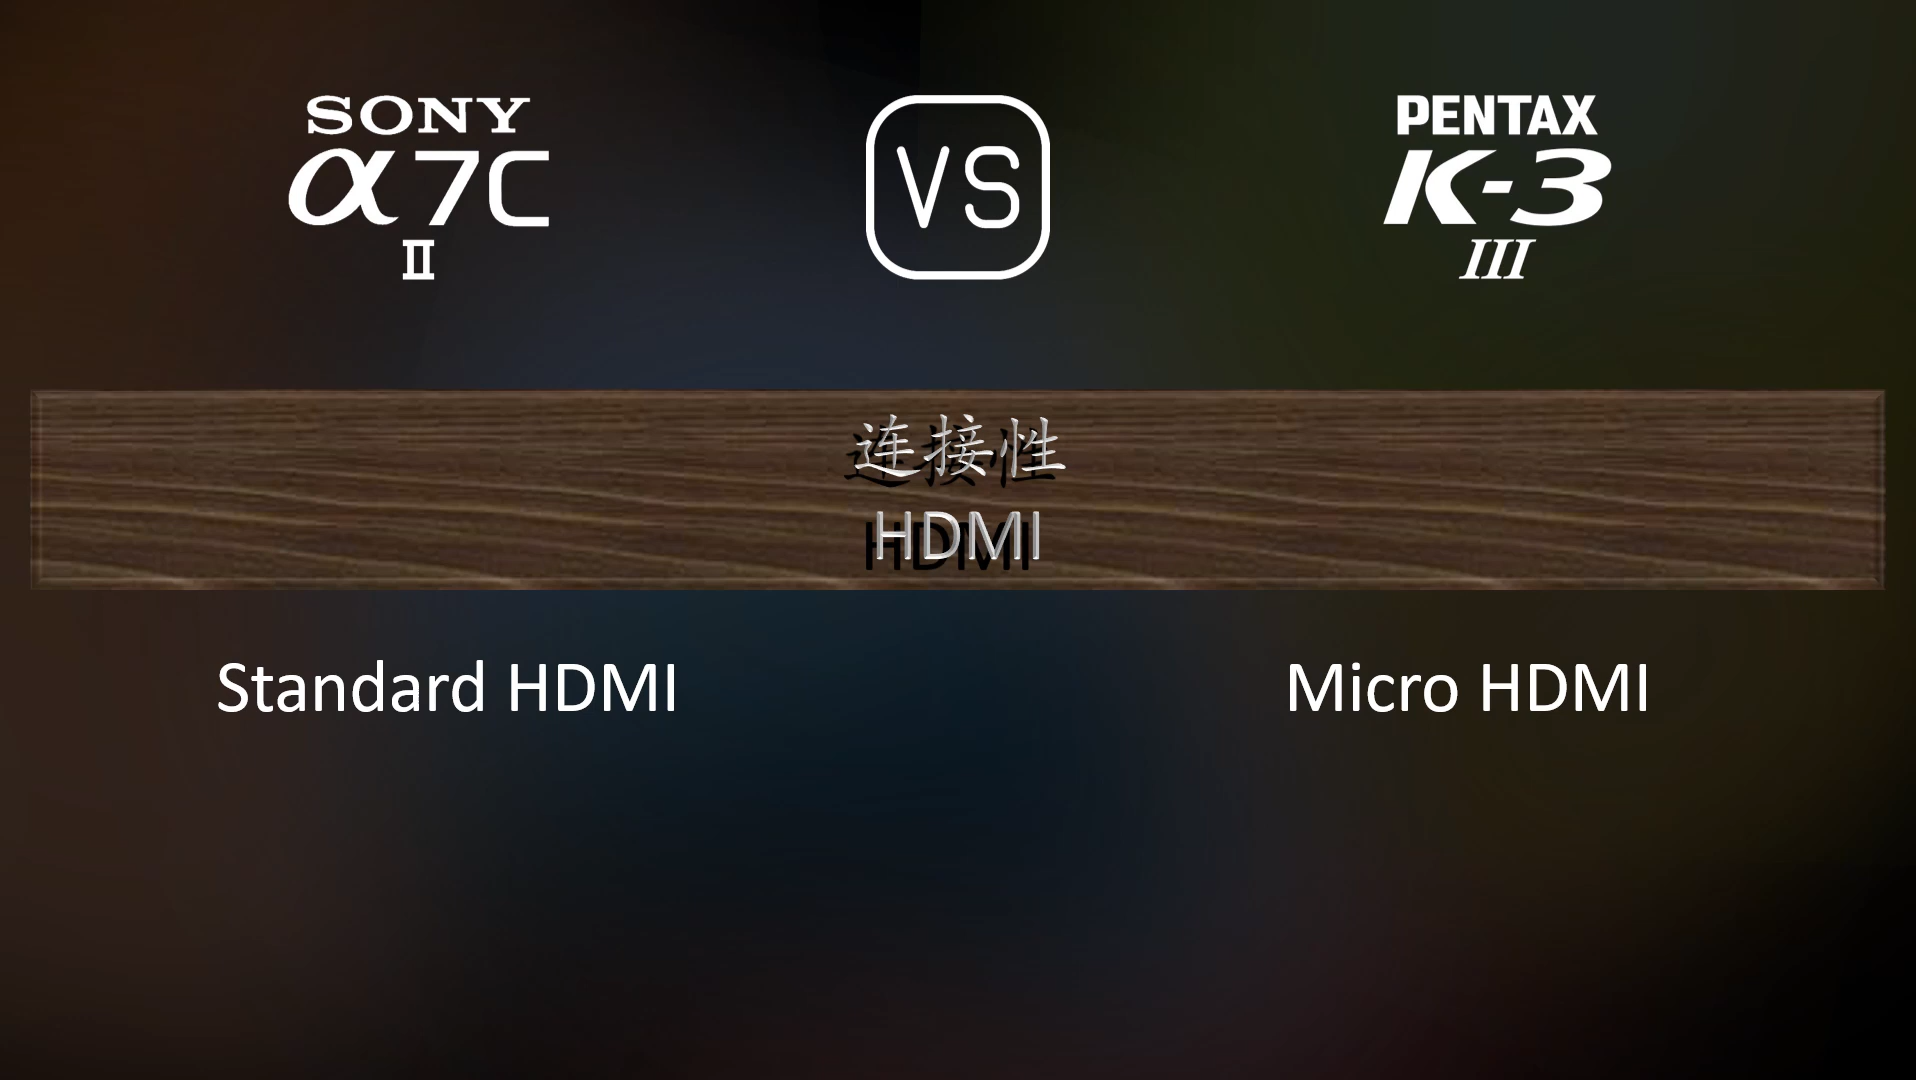 SONY
α7C
II
VS
PENTAX
K-3
III
连接性
HDMI
Standard HDMI
Micro HDMI